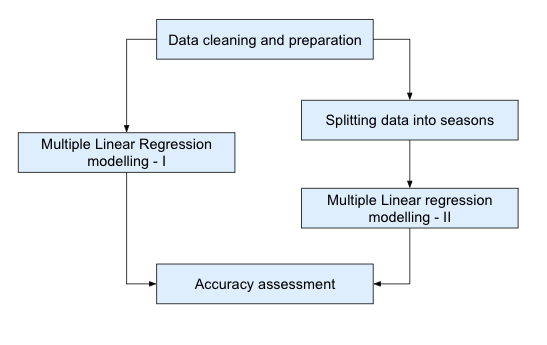 Data cleaning and preparation
Splitting data into seasons
Multiple Linear Regression
modelling - I
Multiple Linear regression
modelling - II
Accuracy assessment